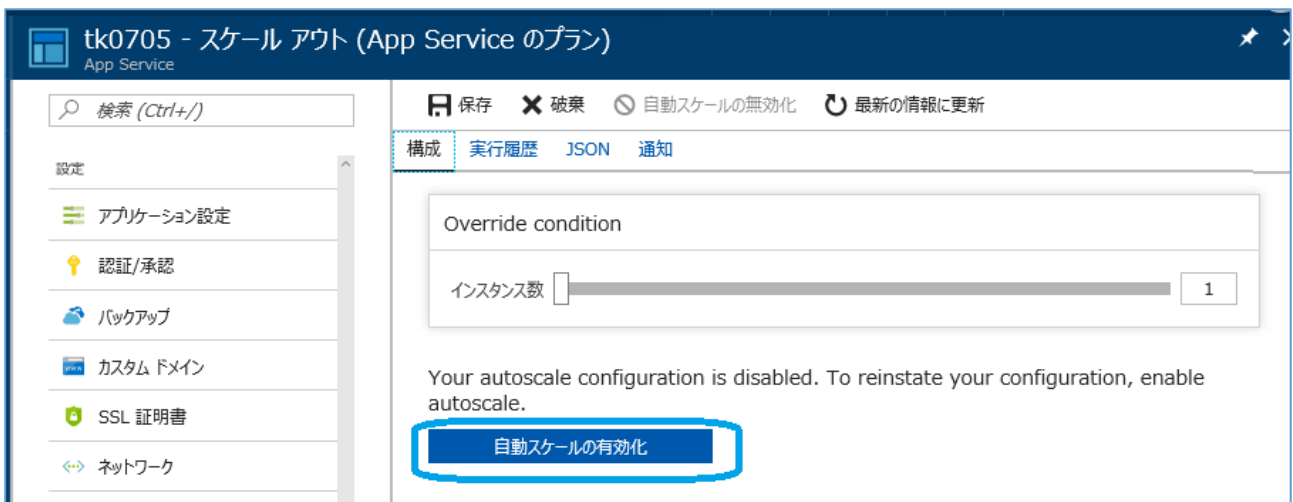 tk0705 - スケール アウト (App Service のプラン)
App Service
検索 (Ctrl+/)
設定
アプリケーション設定
認証/承認
バックアップ
カスタム ドメイン
SSL 証明書
ネットワーク
保存 破棄 自動スケールの無効化 最新の情報に更新
構成 実行履歴 JSON 通知
Override condition
インスタンス数 1
Your autoscale configuration is disabled. To reinstate your configuration, enable
autoscale.
自動スケールの有効化